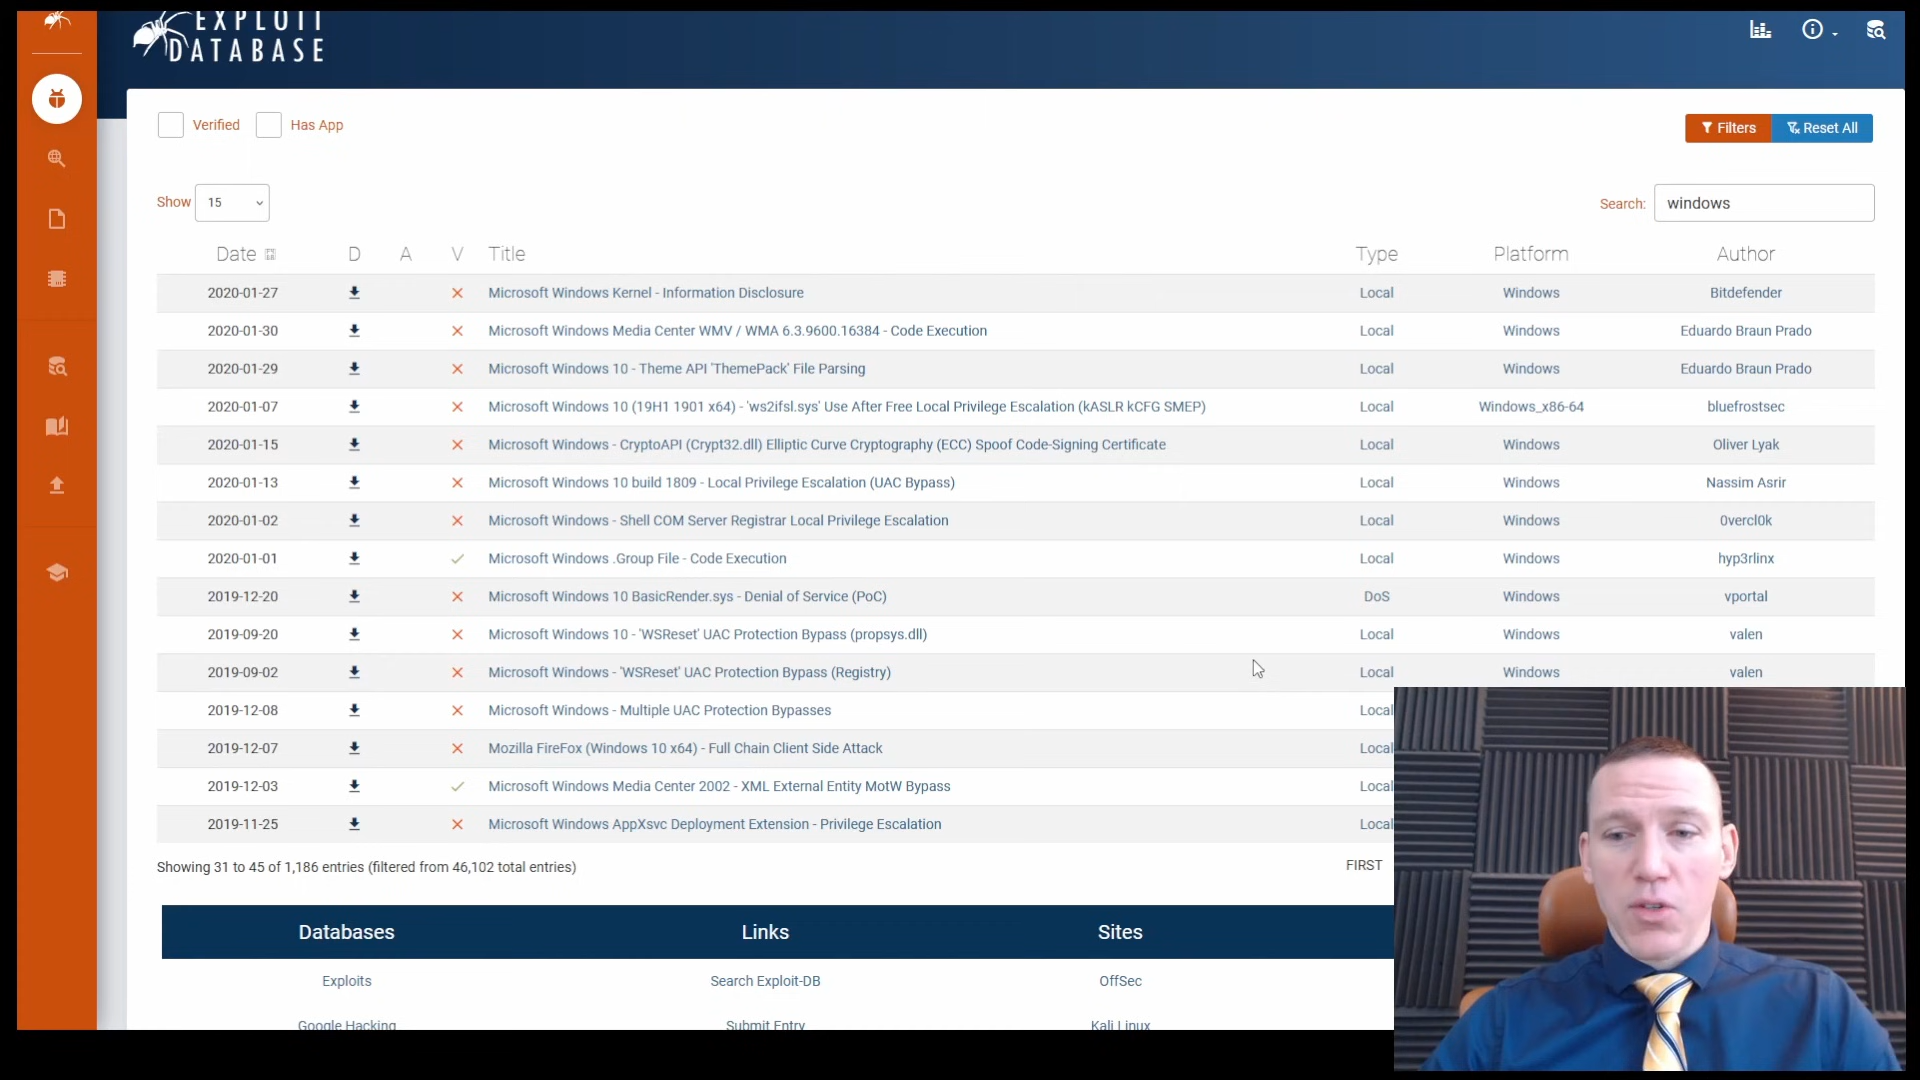 EXPLOIT
DATABASE
Verified Has App
Filters Reset All
Show 15
Search: windows
Date D A V Title Type Platform Author
2020-01-27 Microsoft Windows Kernel - Information Disclosure Local Windows Bitdefender
2020-01-30 Microsoft Windows Media Center WMV / WMA 6.3.9600.16384 - Code Execution Local Windows Eduardo Braun Prado
2020-01-29 Microsoft Windows 10 - Theme API 'ThemePack' File Parsing Local Windows Eduardo Braun Prado
2020-01-07 Microsoft Windows 10 (19H1 1901 x64) - 'ws2ifsl.sys' Use After Free Local Privilege Escalation (kASLR kCFG SMEP) Local Windows_x86-64 bluefrostsec
2020-01-15 Microsoft Windows - CryptoAPI (Crypt32.dll) Elliptic Curve Cryptography (ECC) Spoof Code-Signing Certificate Local Windows Oliver Lyak
2020-01-13 Microsoft Windows 10 build 1809 - Local Privilege Escalation (UAC Bypass) Local Windows Nassim Asrir
2020-01-02 Microsoft Windows - Shell COM Server Registrar Local Privilege Escalation Local Windows 0vercl0k
2020-01-01 Microsoft Windows .Group File - Code Execution Local Windows hyp3rlinx
2019-12-20 Microsoft Windows 10 BasicRender.sys - Denial of Service (PoC) DoS Windows vportal
2019-09-20 Microsoft Windows 10 - 'WSReset' UAC Protection Bypass (propsys.dll) Local Windows valen
2019-09-02 Microsoft Windows - 'WSReset' UAC Protection Bypass (Registry) Local Windows valen
2019-12-08 Microsoft Windows - Multiple UAC Protection Bypasses Local
2019-12-07 Mozilla FireFox (Windows 10 x64) - Full Chain Client Side Attack Local
2019-12-03 Microsoft Windows Media Center 2002 - XML External Entity MotW Bypass Local
2019-11-25 Microsoft Windows AppXsvc Deployment Extension - Privilege Escalation Local
Showing 31 to 45 of 1,186 entries (filtered from 46,102 total entries) FIRST
Databases Links Sites
Exploits Search Exploit-DB OffSec
Google Hacking Submit Entry Kali Linux